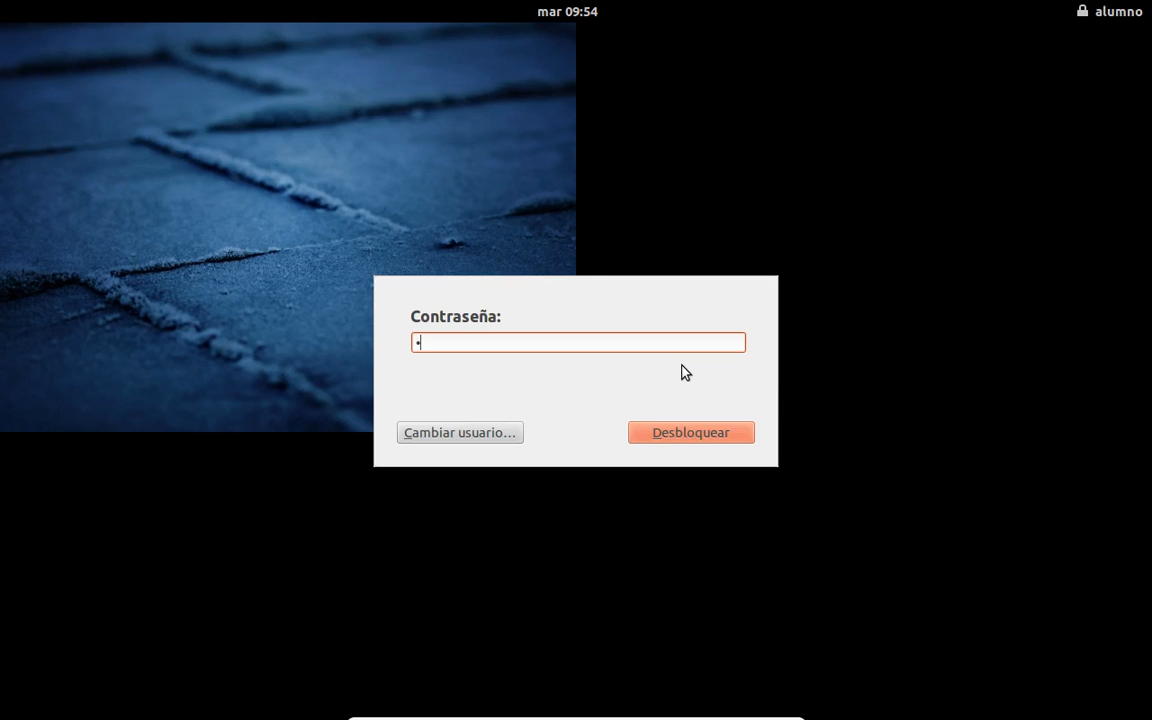 mar 09:54
alumno
Contraseña:
•
Cambiar usuario...
Desbloquear